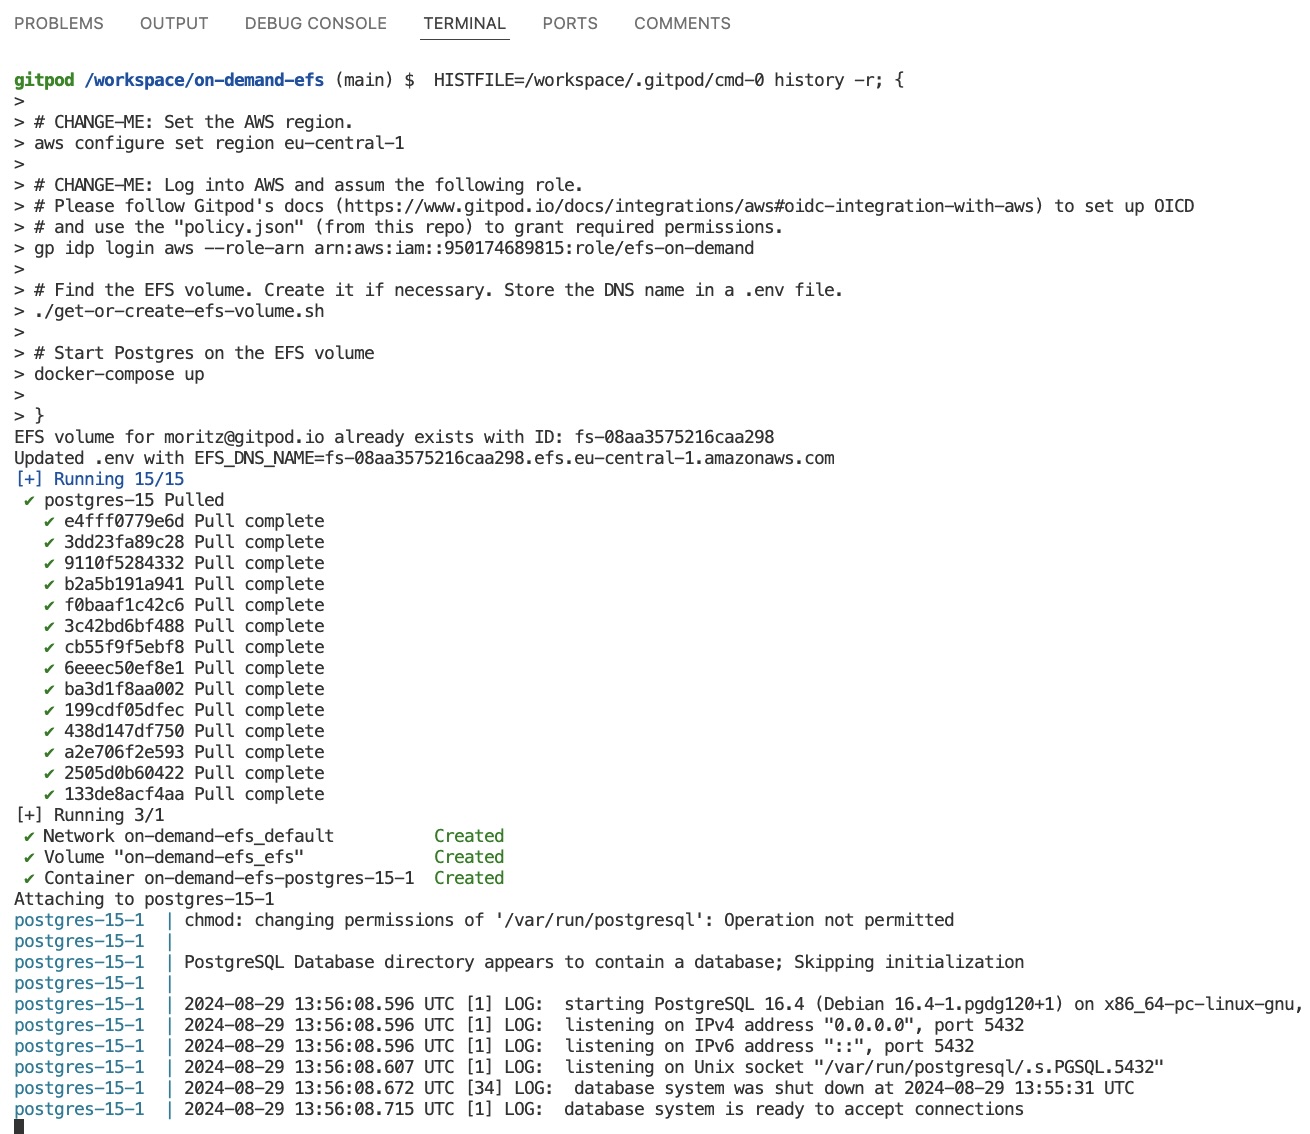 PROBLEMS OUTPUT DEBUG CONSOLE TERMINAL PORTS COMMENTS
gitpod /workspace/on-demand-efs (main) $ HISTFILE=/workspace/.gitpod/cmd-0 history -r; {
>
> # CHANGE-ME: Set the AWS region.
> aws configure set region eu-central-1
>
> # CHANGE-ME: Log into AWS and assum the following role.
> # Please follow Gitpod's docs (https://www.gitpod.io/docs/integrations/aws#oidc-integration-with-aws) to set up OICD
> # and use the "policy.json" (from this repo) to grant required permissions.
> gp idp login aws --role-arn arn:aws:iam::950174689815:role/efs-on-demand
>
> # Find the EFS volume. Create it if necessary. Store the DNS name in a .env file.
> ./get-or-create-efs-volume.sh
>
> # Start Postgres on the EFS volume
> docker-compose up
>
> }
EFS volume for moritz@gitpod.io already exists with ID: fs-08aa3575216caa298
Updated .env with EFS_DNS_NAME=fs-08aa3575216caa298.efs.eu-central-1.amazonaws.com
[+] Running 15/15
✔ postgres-15 Pulled
✔ e4fff0779e6d Pull complete
✔ 3dd23fa89c28 Pull complete
✔ 9110f5284332 Pull complete
✔ b2a5b191a941 Pull complete
✔ f0baaf1c42c6 Pull complete
✔ 3c42bd6bf488 Pull complete
✔ cb55f9f5ebf8 Pull complete
✔ 6eeec50ef8e1 Pull complete
✔ ba3d1f8aa002 Pull complete
✔ 199cdf05dfec Pull complete
✔ 438d147df750 Pull complete
✔ a2e706f2e593 Pull complete
✔ 2505d0b60422 Pull complete
✔ 133de8acf4aa Pull complete
[+] Running 3/1
✔ Network on-demand-efs_default Created
✔ Volume "on-demand-efs_efs" Created
✔ Container on-demand-efs-postgres-15-1 Created
Attaching to postgres-15-1
postgres-15-1 | chmod: changing permissions of '/var/run/postgresql': Operation not permitted
postgres-15-1 |
postgres-15-1 | PostgreSQL Database directory appears to contain a database; Skipping initialization
postgres-15-1 |
postgres-15-1 | 2024-08-29 13:56:08.596 UTC [1] LOG: starting PostgreSQL 16.4 (Debian 16.4-1.pgdg120+1) on x86_64-pc-linux-gnu,
postgres-15-1 | 2024-08-29 13:56:08.596 UTC [1] LOG: listening on IPv4 address "0.0.0.0", port 5432
postgres-15-1 | 2024-08-29 13:56:08.596 UTC [1] LOG: listening on IPv6 address "::", port 5432
postgres-15-1 | 2024-08-29 13:56:08.607 UTC [1] LOG: listening on Unix socket "/var/run/postgresql/.s.PGSQL.5432"
postgres-15-1 | 2024-08-29 13:56:08.672 UTC [34] LOG: database system was shut down at 2024-08-29 13:55:31 UTC
postgres-15-1 | 2024-08-29 13:56:08.715 UTC [1] LOG: database system is ready to accept connections